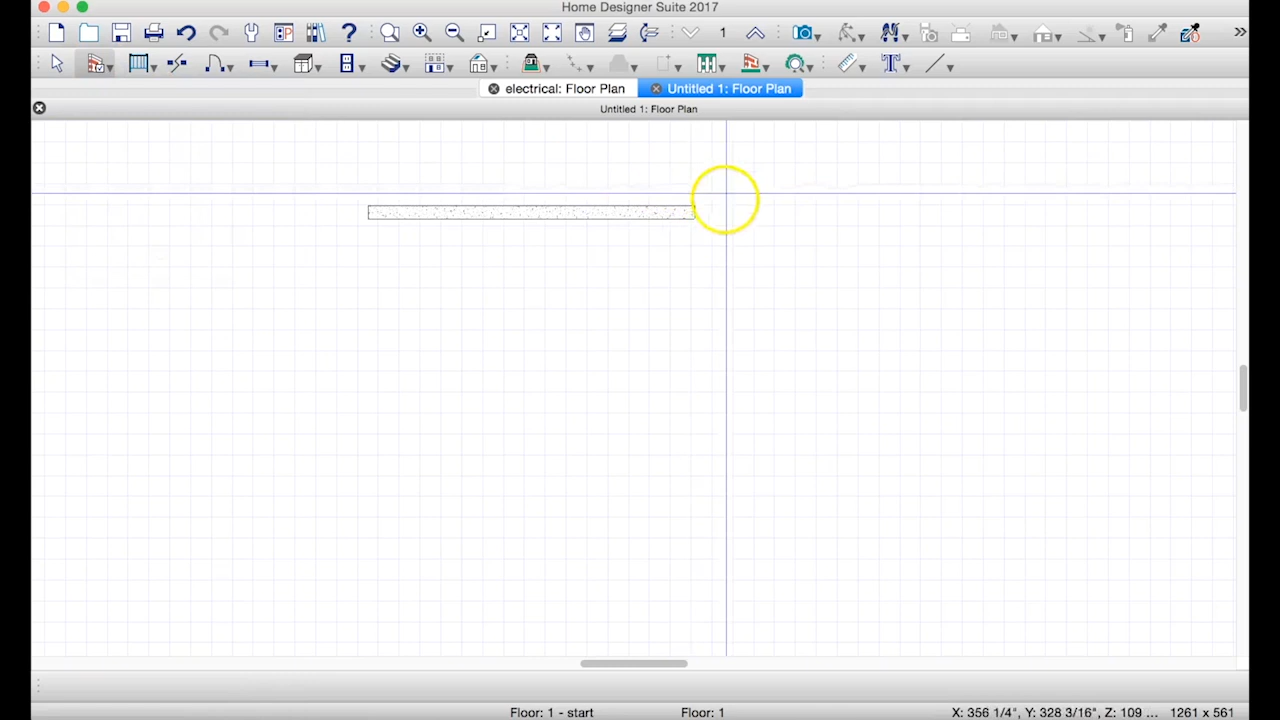 Home Designer Suite 2017
1
electrical: Floor Plan
Untitled 1: Floor Plan
Untitled 1: Floor Plan
Floor: 1 - start
Floor: 1
X: 356 1/4", Y: 328 3/16", Z: 109 ...
1261 x 561